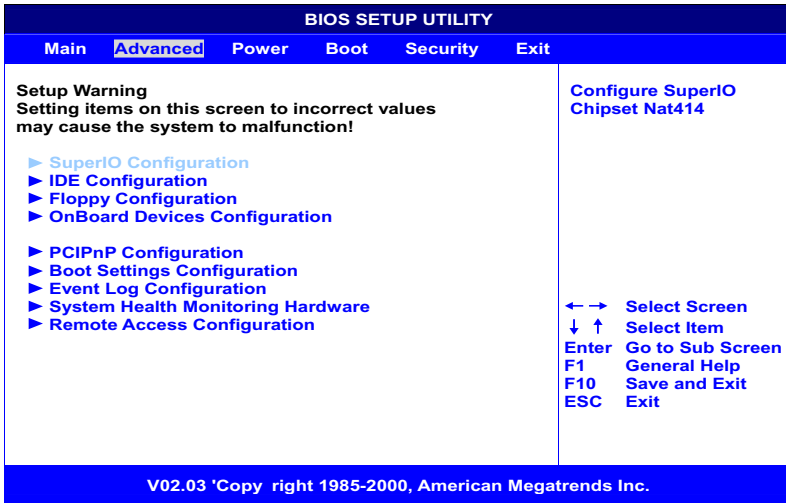 BIOS SETUP UTILITY
Main Advanced Power Boot Security Exit
Setup Warning
Setting items on this screen to incorrect values
may cause the system to malfunction!
► SuperIO Configuration
► IDE Configuration
► Floppy Configuration
► OnBoard Devices Configuration
► PCIPnP Configuration
► Boot Settings Configuration
► Event Log Configuration
► System Health Monitoring Hardware
► Remote Access Configuration
Configure SuperIO
Chipset Nat414
← → Select Screen
↓ ↑ Select Item
Enter Go to Sub Screen
F1 General Help
F10 Save and Exit
ESC Exit
V02.03 'Copy right 1985-2000, American Megatrends Inc.